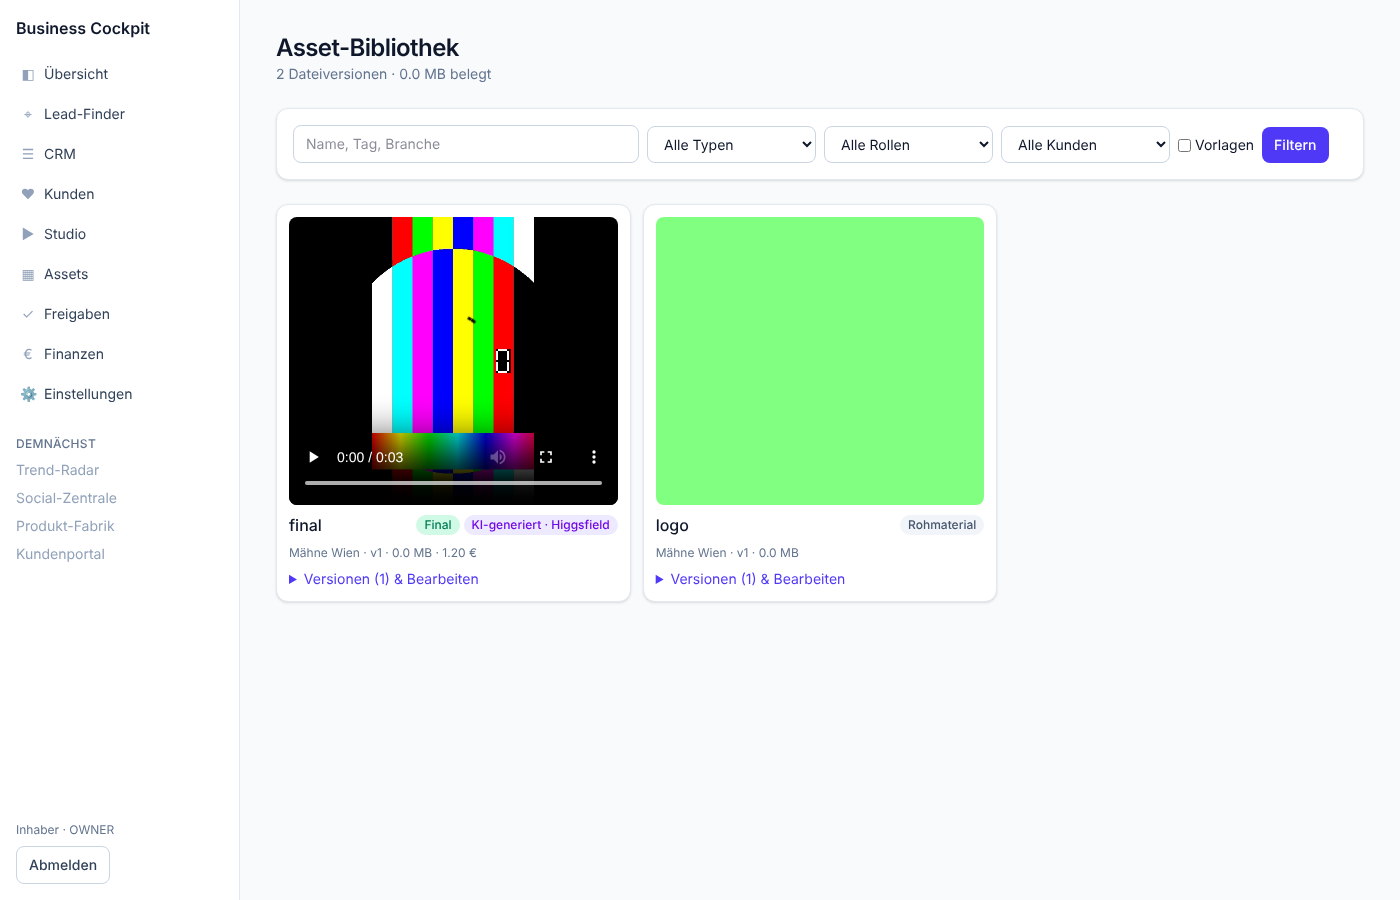 Business Cockpit
Übersicht
Lead-Finder
CRM
Kunden
Studio
Assets
Freigaben
Finanzen
Einstellungen
DEMNÄCHST
Trend-Radar
Social-Zentrale
Produkt-Fabrik
Kundenportal
Inhaber · OWNER
Abmelden
Asset-Bibliothek
2 Dateiversionen · 0.0 MB belegt
Name, Tag, Branche
Alle Typen
Alle Rollen
Alle Kunden
Vorlagen
Filtern
0:00 / 0:03
final
Final
KI-generiert · Higgsfield
Mähne Wien · v1 · 0.0 MB · 1.20 €
Versionen (1) & Bearbeiten
logo
Rohmaterial
Mähne Wien · v1 · 0.0 MB
Versionen (1) & Bearbeiten